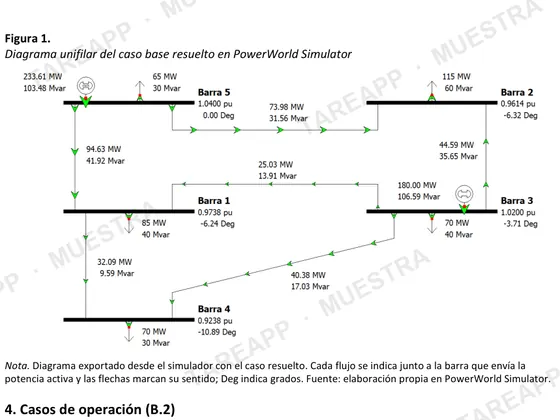 Figura 1.
Diagrama unifilar del caso base resuelto en PowerWorld Simulator
233.61 MW
103.48 Mvar
65 MW
30 Mvar
Barra 5
1.0400 pu
0.00 Deg
115 MW
60 Mvar
Barra 2
0.9614 pu
-6.32 Deg
73.98 MW
31.56 Mvar
94.63 MW
41.92 Mvar
44.59 MW
35.65 Mvar
25.03 MW
13.91 Mvar
180.00 MW
106.59 Mvar
Barra 1
0.9738 pu
-6.24 Deg
85 MW
40 Mvar
Barra 3
1.0200 pu
-3.71 Deg
70 MW
40 Mvar
32.09 MW
9.59 Mvar
40.38 MW
17.03 Mvar
Barra 4
0.9238 pu
-10.89 Deg
70 MW
30 Mvar
Nota. Diagrama exportado desde el simulador con el caso resuelto. Cada flujo se indica junto a la barra que envía la
potencia activa y las flechas marcan su sentido; Deg indica grados. Fuente: elaboración propia en PowerWorld Simulator.
4. Casos de operación (B.2)
TAREAPP · MUESTRA
TAREAPP · MUESTRA
TAREAPP · MUESTRA